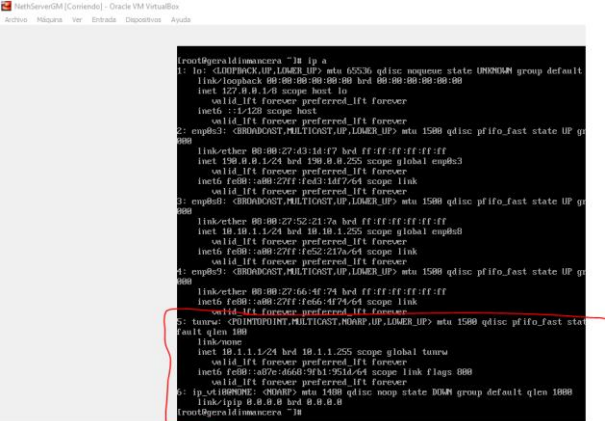 NethServerGM [Corriendo] - Oracle VM VirtualBox
Archivo Máquina Ver Entrada Dispositivos Ayuda
[root@geraldinmancera ~]# ip a
1: lo: <LOOPBACK,UP,LOWER_UP> mtu 65536 qdisc noqueue state UNKNOWN group default
link/loopback 00:00:00:00:00:00 brd 00:00:00:00:00:00
inet 127.0.0.1/8 scope host lo
valid_lft forever preferred_lft forever
inet6 ::1/128 scope host
valid_lft forever preferred_lft forever
2: enp0s3: <BROADCAST,MULTICAST,UP,LOWER_UP> mtu 1500 qdisc pfifo_fast state UP gr
000
link/ether 08:00:27:d3:1d:f7 brd ff:ff:ff:ff:ff:ff
inet 190.0.0.1/24 brd 190.0.0.255 scope global enp0s3
valid_lft forever preferred_lft forever
inet6 fe80::a00:27ff:fed3:1df7/64 scope link
valid_lft forever preferred_lft forever
3: enp0s8: <BROADCAST,MULTICAST,UP,LOWER_UP> mtu 1500 qdisc pfifo_fast state UP gr
000
link/ether 08:00:27:52:21:7a brd ff:ff:ff:ff:ff:ff
inet 10.10.1.1/24 brd 10.10.1.255 scope global enp0s8
valid_lft forever preferred_lft forever
inet6 fe80::a00:27ff:fe52:217a/64 scope link
valid_lft forever preferred_lft forever
4: enp0s9: <BROADCAST,MULTICAST,UP,LOWER_UP> mtu 1500 qdisc pfifo_fast state UP gr
000
link/ether 08:00:27:66:4f:74 brd ff:ff:ff:ff:ff:ff
inet6 fe80::a00:27ff:fe66:4f74/64 scope link
valid_lft forever preferred_lft forever
5: tunrw: <POINTOPOINT,MULTICAST,NOARP,UP,LOWER_UP> mtu 1500 qdisc pfifo_fast stat
fault qlen 100
link/none
inet 10.1.1.1/24 brd 10.1.1.255 scope global tunrw
valid_lft forever preferred_lft forever
inet6 fe80::a87e:d668:9fb1:951d/64 scope link flags 800
valid_lft forever preferred_lft forever
6: ip_vti0@NONE: <NOARP> mtu 1480 qdisc noop state DOWN group default qlen 1000
link/ipip 0.0.0.0 brd 0.0.0.0
[root@geraldinmancera ~]#